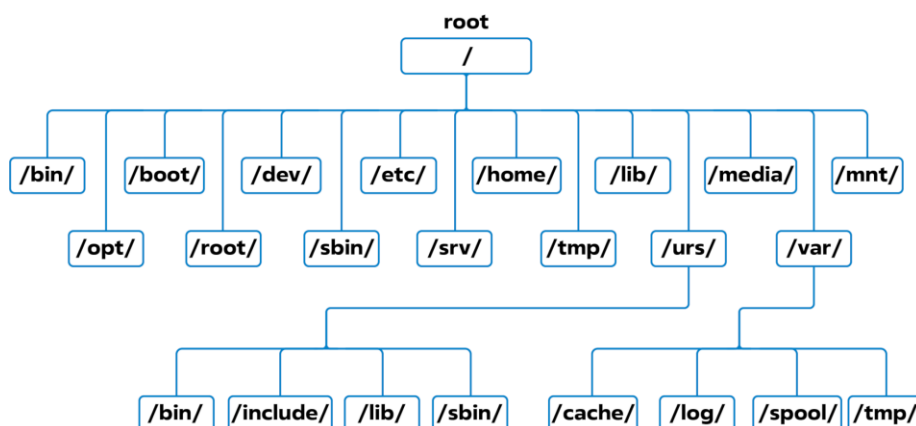 root
/
/bin/ /boot/ /dev/ /etc/ /home/ /lib/ /media/ /mnt/
/opt/ /root/ /sbin/ /srv/ /tmp/ /urs/ /var/
/bin/ /include/ /lib/ /sbin/ /cache/ /log/ /spool/ /tmp/